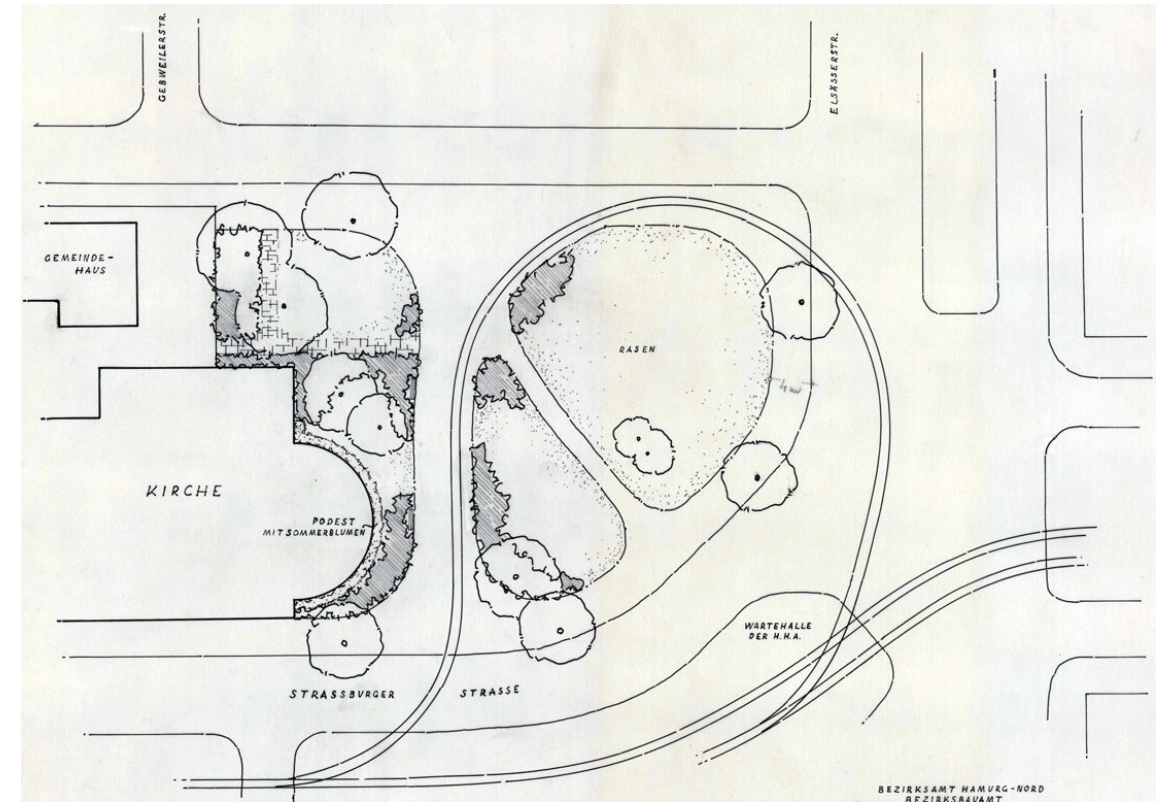 GEBWEILERSTR.
ELSÄSSERSTR.
GEMEINDE-
HAUS
RASEN
KIRCHE
PODEST
MIT SOMMERBLUMEN
WARTEHALLE
DER H.H.A.
STRASSBURGER STRASSE
BEZIRKSAMT HAMURG-NORD
BEZIRKSBAUAMT